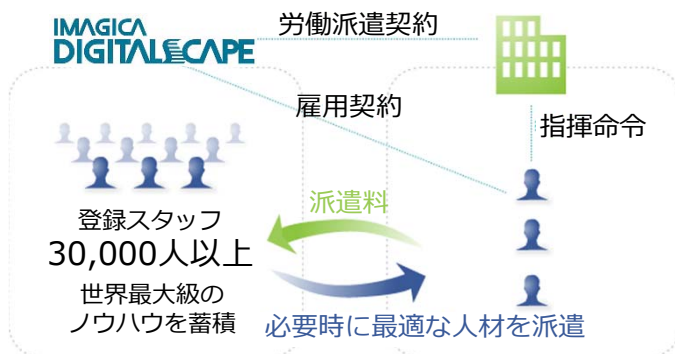 IMAGICA
DIGITALSCAPE
労働派遣契約
雇用契約
指揮命令
派遣料
登録スタッフ
30,000人以上
世界最大級の
ノウハウを蓄積
必要時に最適な人材を派遣